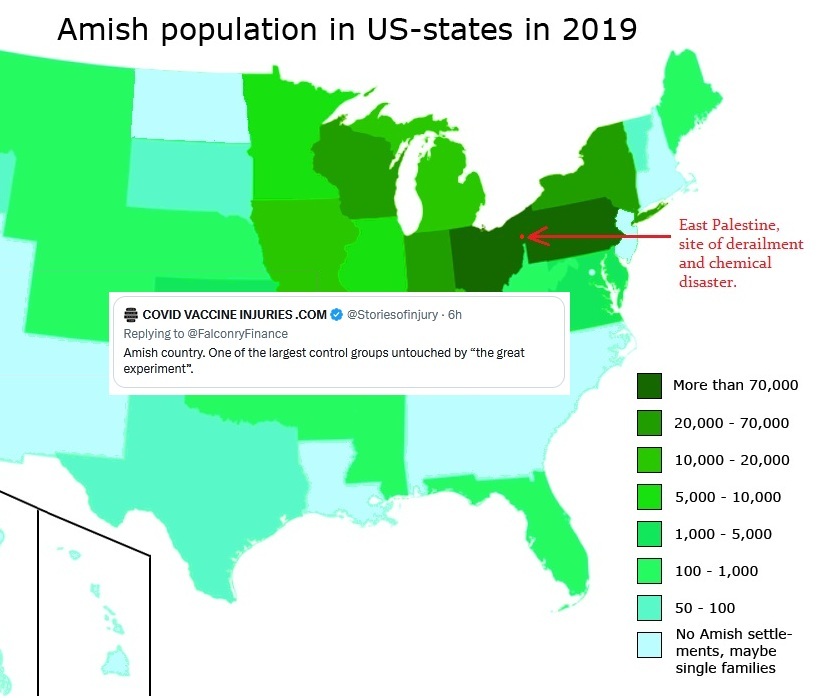 Amish population in US-states in 2019
East Palestine,
site of derailment
and chemical
disaster.
COVID VACCINE INJURIES .COM @Storiesofinjury · 6h
Replying to @FalconryFinance
Amish country. One of the largest control groups untouched by “the great
experiment”.
More than 70,000
20,000 - 70,000
10,000 - 20,000
5,000 - 10,000
1,000 - 5,000
100 - 1,000
50 - 100
No Amish settle-
ments, maybe
single families